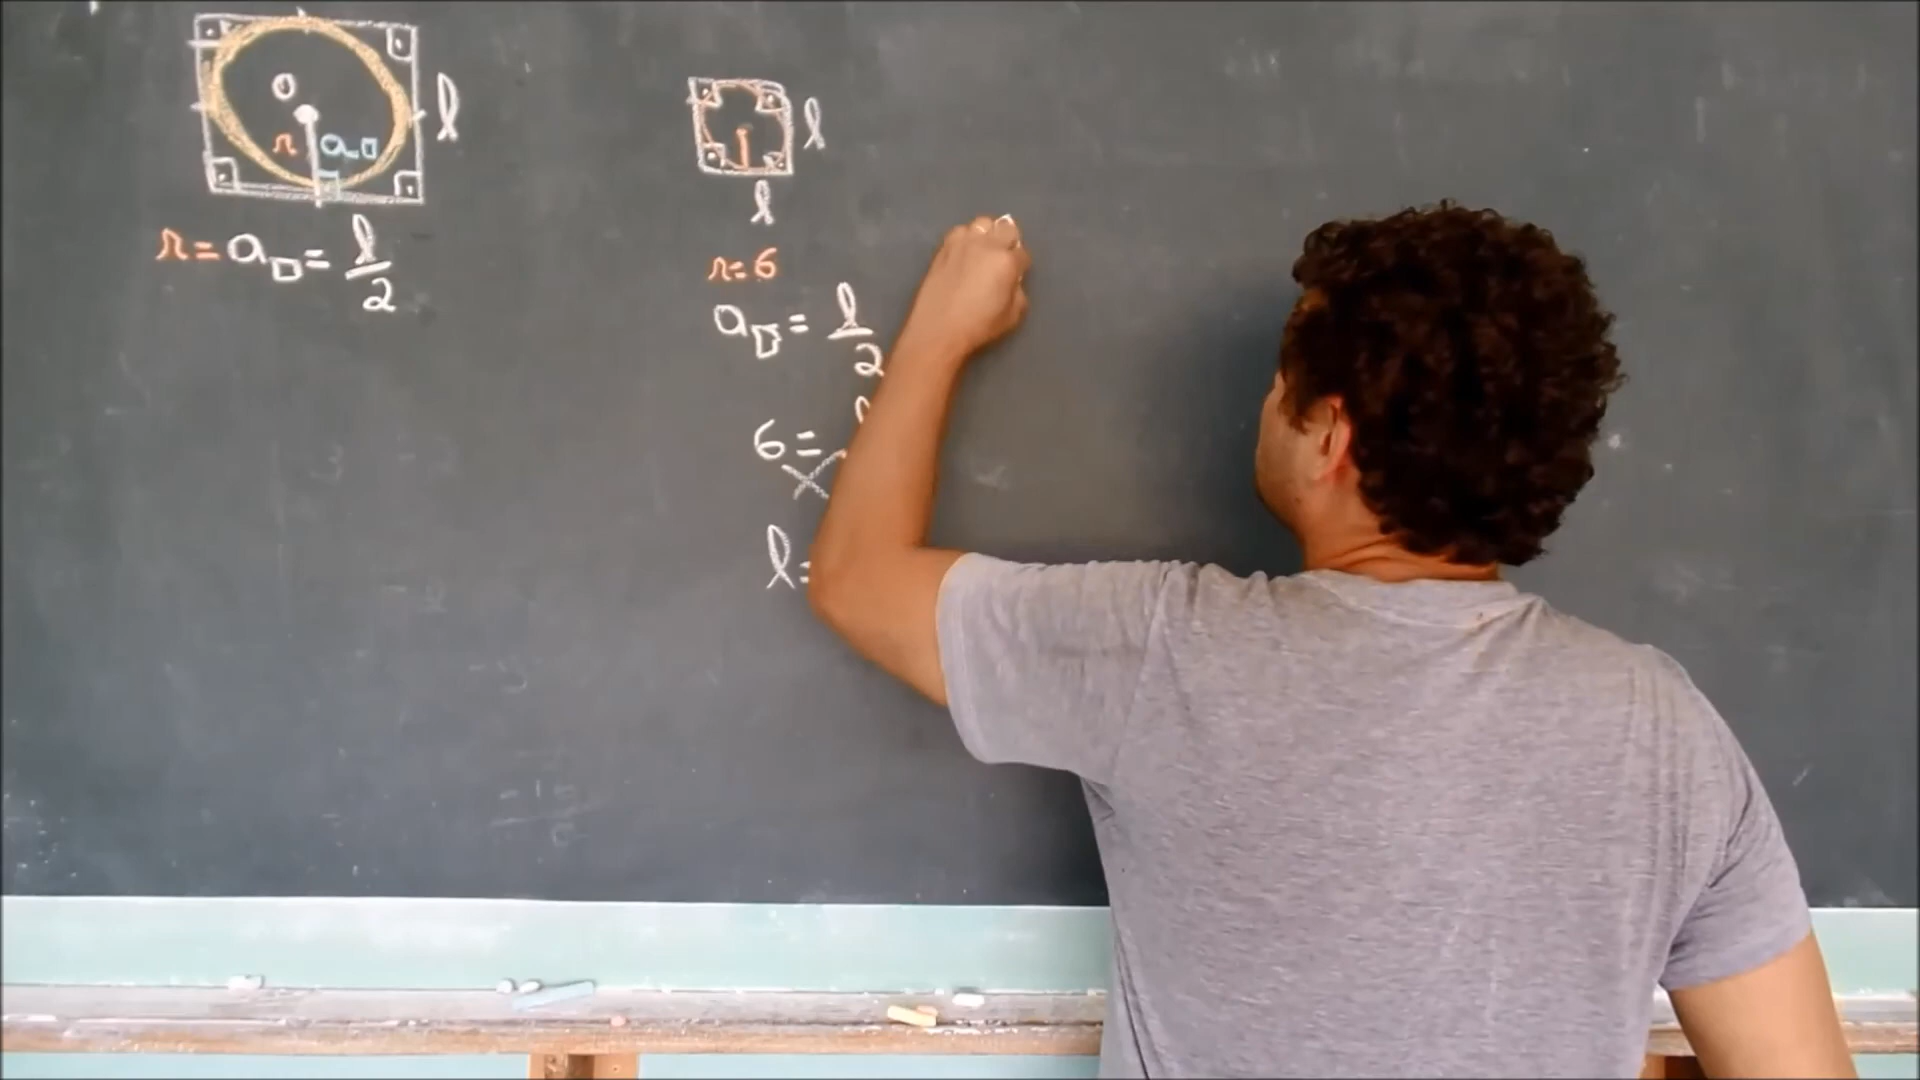 O
r a□
l
r = a□ = l/2
l
l
r = 6
a□ = l/2
6 =
l =